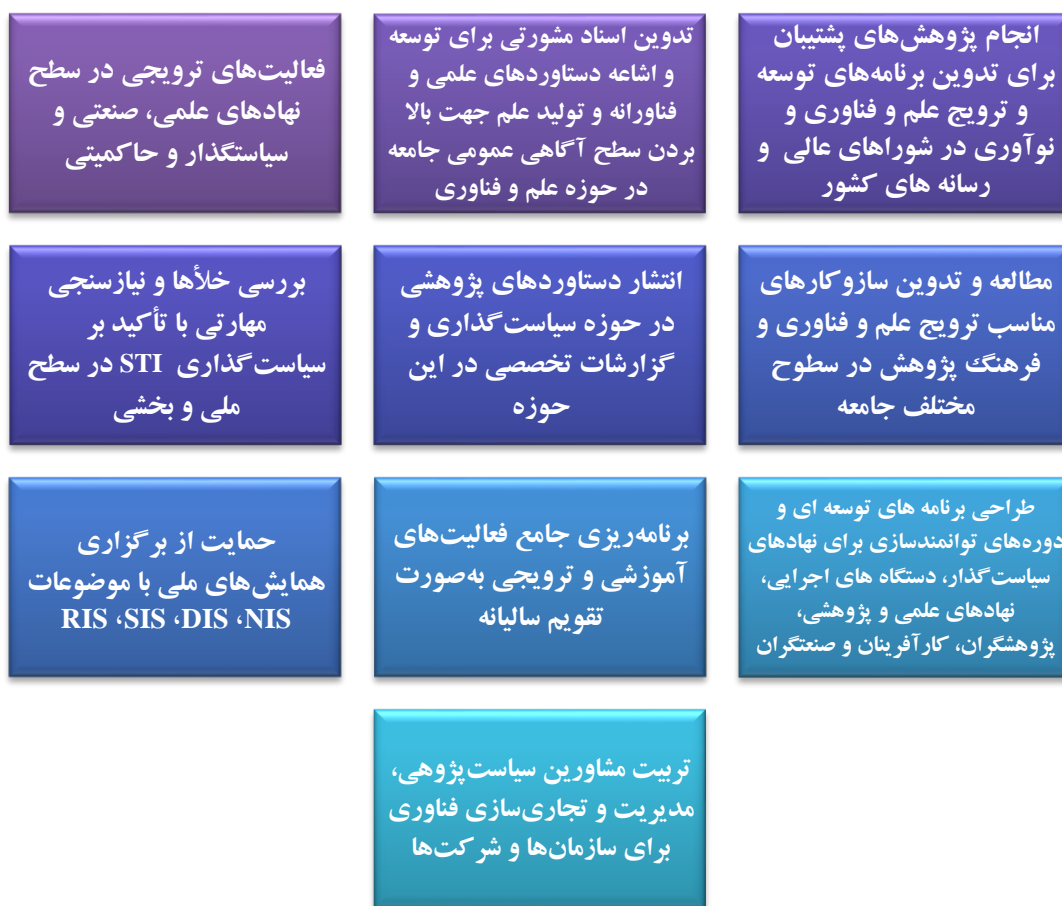 انجام پژوهش‌های پشتیبان
برای تدوین برنامه‌های توسعه
و ترویج علم و فناوری و
نوآوری در شوراهای عالی و
رسانه های کشور
تدوین اسناد مشورتی برای توسعه
و اشاعه دستاوردهای علمی و
فناورانه و تولید علم جهت بالا
بردن سطح آگاهی عمومی جامعه
در حوزه علم و فناوری
فعالیت‌های ترویجی در سطح
نهادهای علمی، صنعتی و
سیاستگذار و حاکمیتی
مطالعه و تدوین سازوکارهای
مناسب ترویج علم و فناوری و
فرهنگ پژوهش در سطوح
مختلف جامعه
انتشار دستاوردهای پژوهشی
در حوزه سیاست‌گذاری و
گزارشات تخصصی در این
حوزه
بررسی خلأها و نیازسنجی
مهارتی با تأکید بر
سیاست‌گذاری STI در سطح
ملی و بخشی
طراحی برنامه های توسعه ای و
دوره‌های توانمندسازی برای نهادهای
سیاست‌گذار، دستگاه های اجرایی،
نهادهای علمی و پژوهشی،
پژوهشگران، کارآفرینان و صنعتگران
برنامه‌ریزی جامع فعالیت‌های
آموزشی و ترویجی به‌صورت
تقویم سالیانه
حمایت از برگزاری
همایش‌های ملی با موضوعات
NIS، DIS، SIS، RIS
تربیت مشاورین سیاست‌پژوهی،
مدیریت و تجاری‌سازی فناوری
برای سازمان‌ها و شرکت‌ها